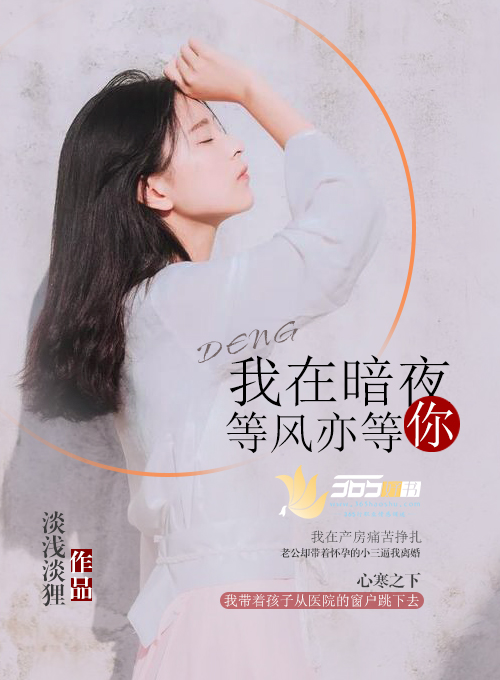 DENG
我在暗夜
等风亦等你
365
我在产房痛苦挣扎
老公却带着怀孕的小三逼我离婚
心寒之下
我带着孩子从医院的窗户跳下去
淡浅淡狸
作品